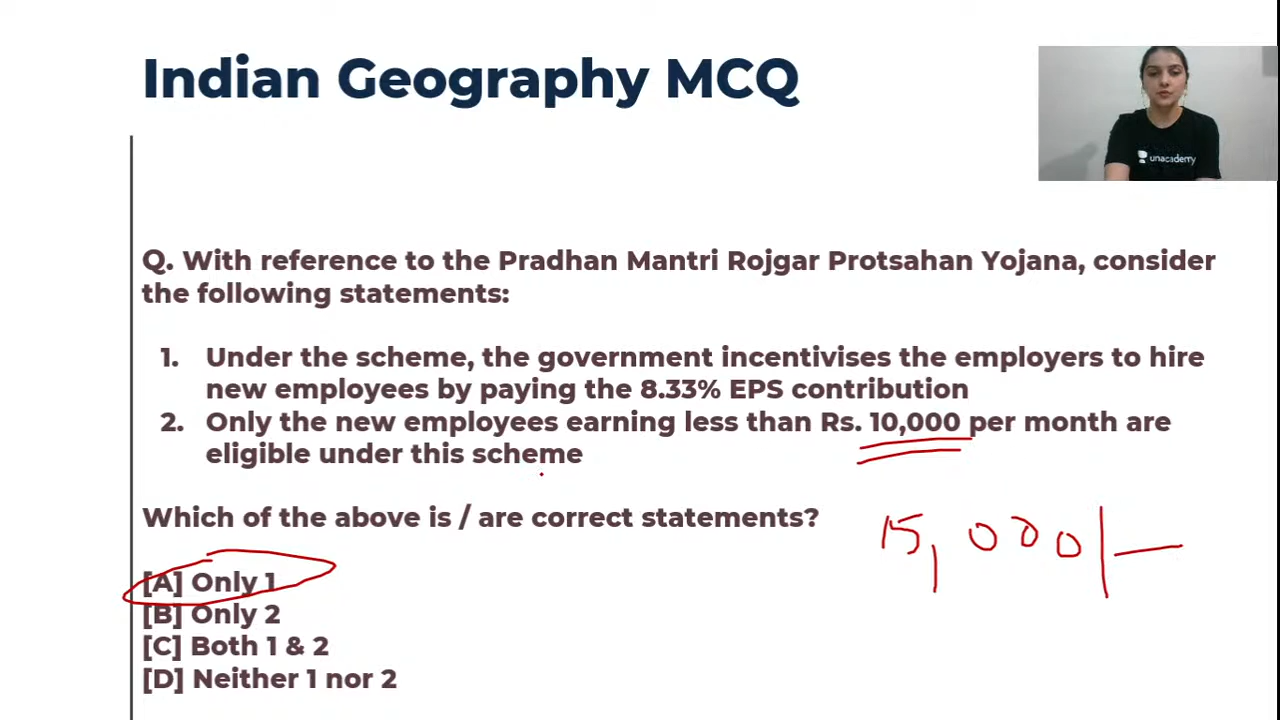 Indian Geography MCQ
unacademy
Q. With reference to the Pradhan Mantri Rojgar Protsahan Yojana, consider
the following statements:
1. Under the scheme, the government incentivises the employers to hire
new employees by paying the 8.33% EPS contribution
2. Only the new employees earning less than Rs. 10,000 per month are
eligible under this scheme
Which of the above is / are correct statements?
15,000/-
[A] Only 1
[B] Only 2
[C] Both 1 & 2
[D] Neither 1 nor 2